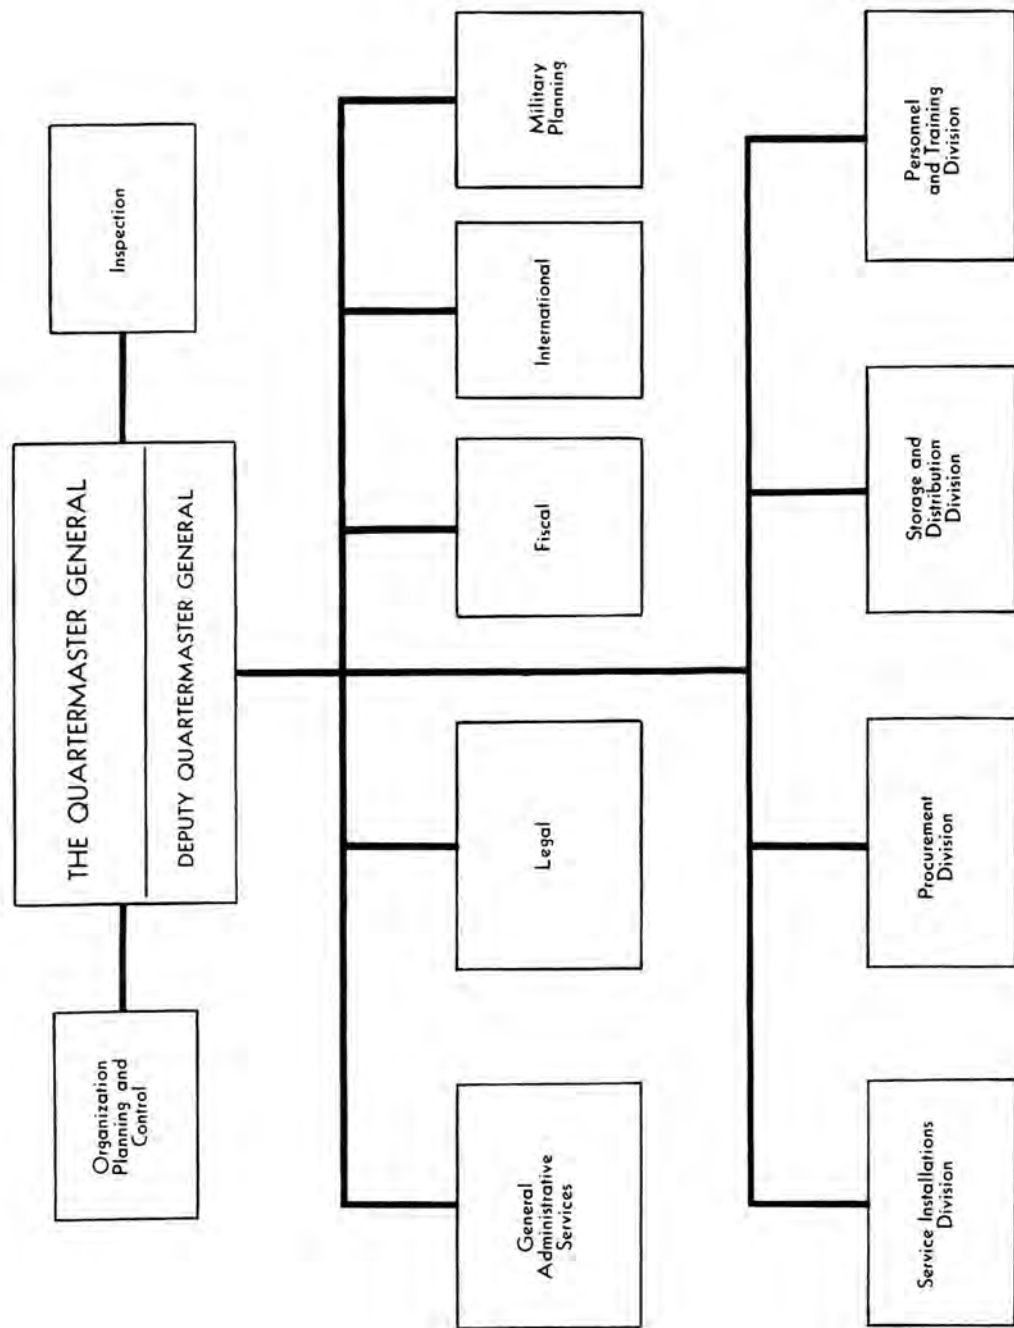 THE QUARTERMASTER GENERAL
DEPUTY QUARTERMASTER GENERAL
Organization
Planning and
Control
Inspection
General
Administrative
Services
Legal
Fiscal
International
Military
Planning
Service Installations
Division
Procurement
Division
Storage and
Distribution
Division
Personnel
and Training
Division